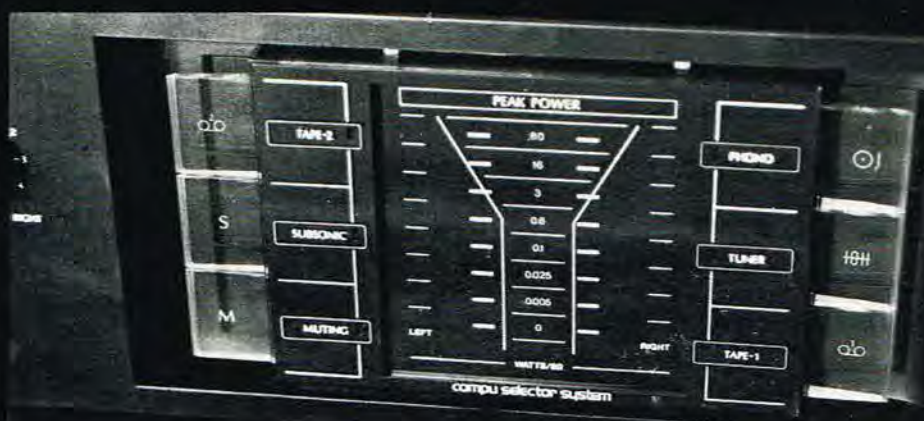 PEAK POWER
TAPE-2
SUBSONIC
MUTING
S
M
80
16
3
0.6
0.1
0.025
0.005
0
LEFT
RIGHT
WATTS/8Ω
PHONO
TUNER
TAPE-1
compu selector system